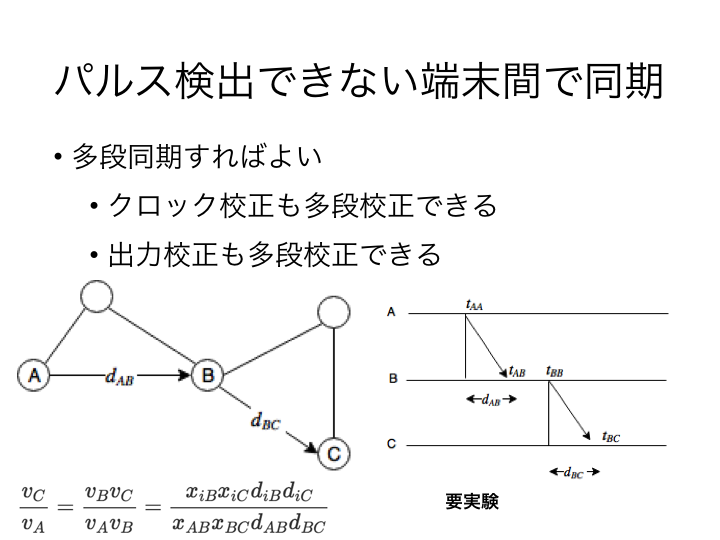 パルス検出できない端末間で同期
• 多段同期すればよい
• クロック校正も多段校正できる
• 出力校正も多段校正できる
A
d_{AB}
B
d_{BC}
C
\frac{v_C}{v_A} = \frac{v_B v_C}{v_A v_B} = \frac{x_{iB} x_{iC} d_{iB} d_{iC}}{x_{AB} x_{BC} d_{AB} d_{BC}}
t_{AA}
A
t_{AB} t_{BB}
B
d_{AB}
t_{BC}
C
d_{BC}
要実験